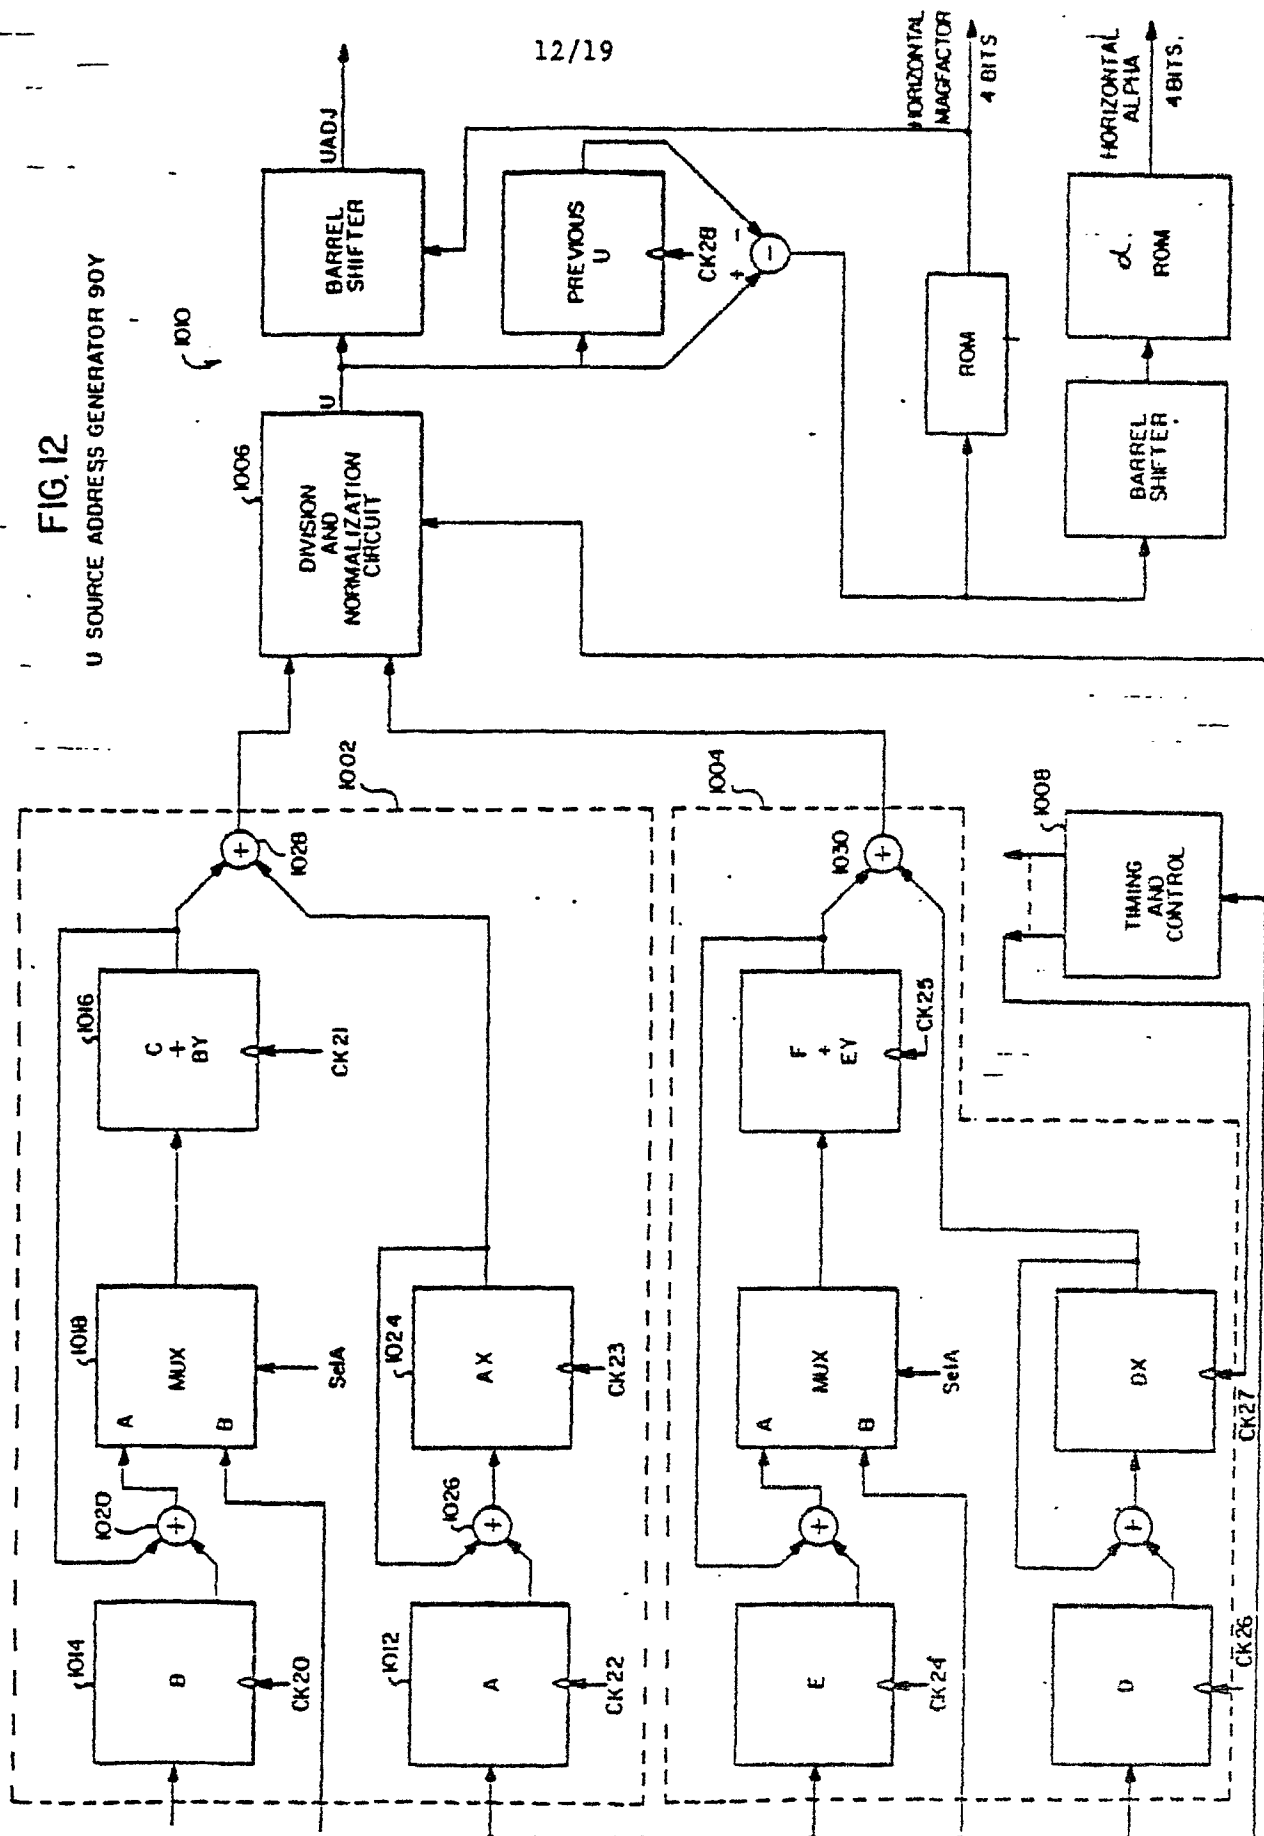 12/19
FIG. 12
U SOURCE ADDRESS GENERATOR 90Y
1010
1014
B
CK20
1020
A
B
MUX
1018
SelA
1016
C
+
BY
CK21
+
1028
1002
1012
A
CK22
1026
+
1024
AX
CK23
1006
DIVISION
AND
NORMALIZATION
CIRCUIT
U
BARREL
SHIFTER
UADJ
PREVIOUS
U
CK28
+
-
-
E
CK24
+
A
B
MUX
SelA
F
+
EY
CK25
1030
+
1004
D
CK26
+
DX
CK27
1008
TIMING
AND
CONTROL
ROM
HORIZONTAL
MAGFACTOR
4 BITS
BARREL
SHIFTER
α.
ROM
HORIZONTAL
ALPHA
4 BITS.